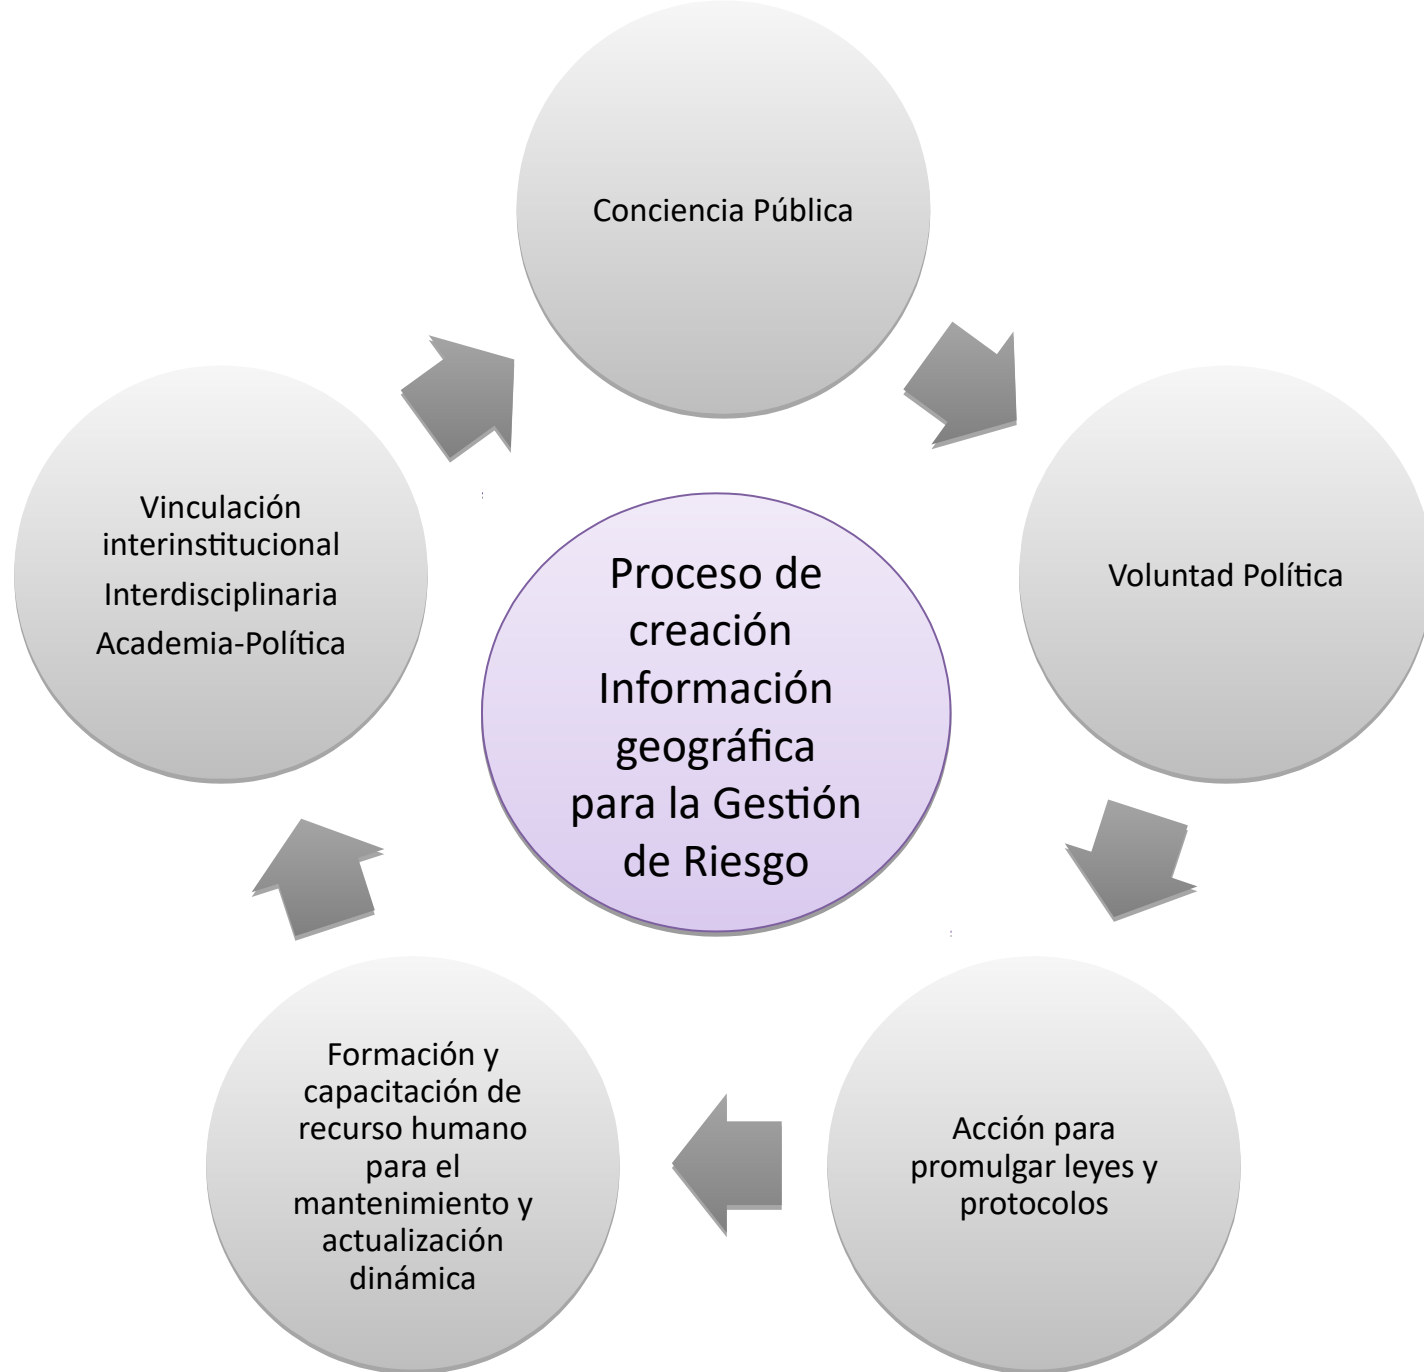 Conciencia Pública
Voluntad Política
Acción para
promulgar leyes y
protocolos
Formación y
capacitación de
recurso humano
para el
mantenimiento y
actualización
dinámica
Vinculación
interinstitucional
Interdisciplinaria
Academia-Política
Proceso de
creación
Información
geográfica
para la Gestión
de Riesgo